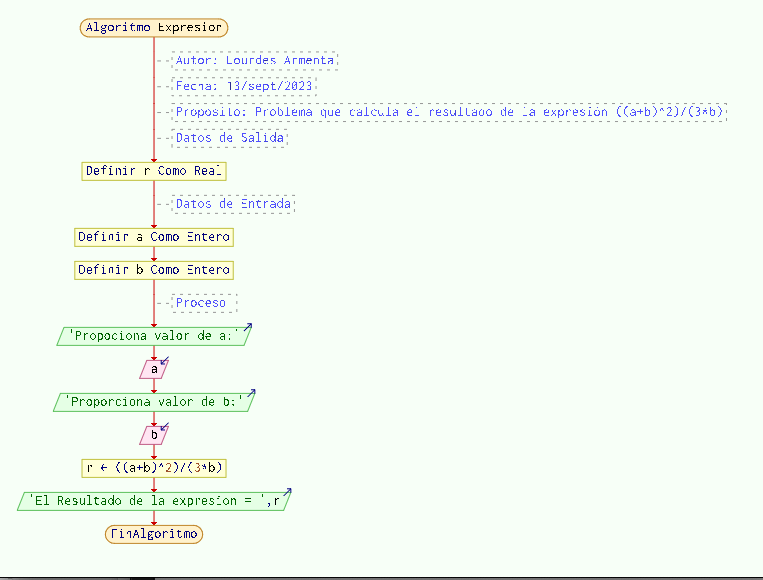 Algoritmo Expresion
Autor: Lourdes Armenta
Fecha: 13/sept/2023
Proposito: Problema que calcula el resultado de la expresión ((a+b)^2)/(3*b)
Datos de Salida
Definir r Como Real
Datos de Entrada
Definir a Como Entero
Definir b Como Entero
Proceso
'Propociona valor de a:'
a
'Proporciona valor de b:'
b
r ← ((a+b)^2)/(3*b)
'El Resultado de la expresion = ',r
FinAlgoritmo